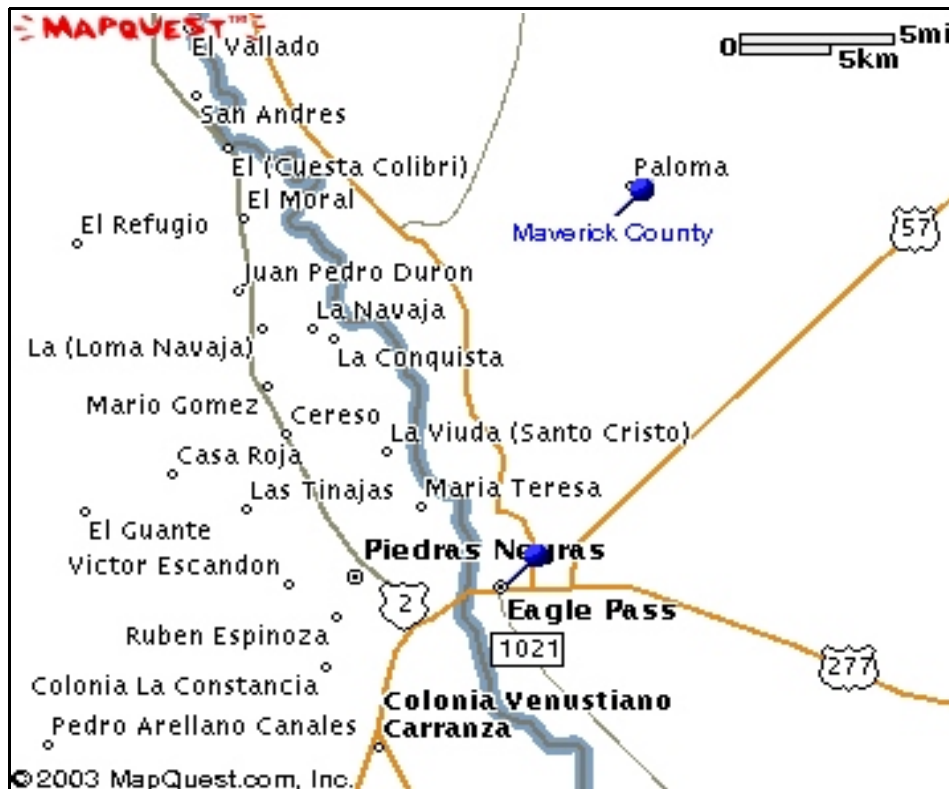 MAPQUEST™
El Vallado
0 5mi
5km
San Andres
El (Cuesta Colibri)
Paloma
El Moral
El Refugio
Maverick County
57
Juan Pedro Duron
La Navaja
La (Loma Navaja)
La Conquista
Mario Gomez
Cereso
La Viuda (Santo Cristo)
Casa Roja
Las Tinajas
Maria Teresa
El Guante
Piedras Negras
Victor Escandon
2
Eagle Pass
Ruben Espinoza
1021
277
Colonia La Constancia
Colonia Venustiano
Carranza
Pedro Arellano Canales
©2003 MapQuest.com, Inc.